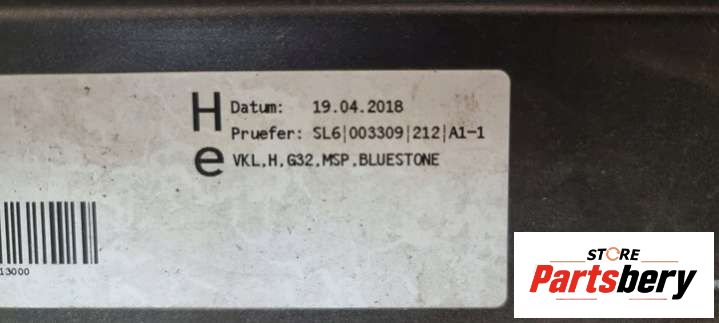 H Datum: 19.04.2018
Pruefer: SL6|003309|212|A1-1
e VKL,H,G32,MSP,BLUESTONE
13000
STORE
Partsbery